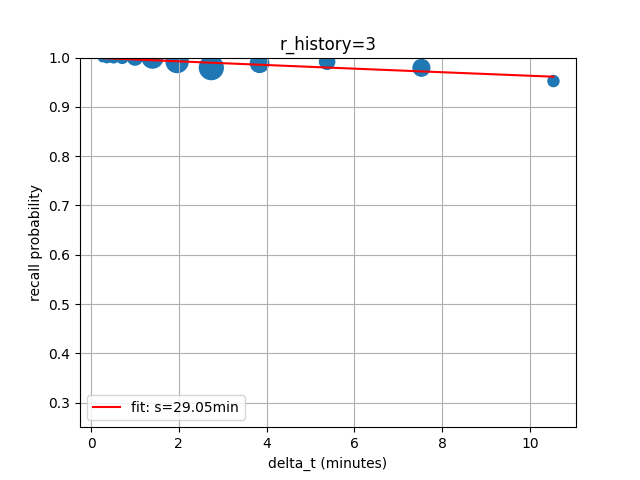 r_history=3
recall probability
1.0
0.9
0.8
0.7
0.6
0.5
0.4
0.3
fit: s=29.05min
0 2 4 6 8 10
delta_t (minutes)